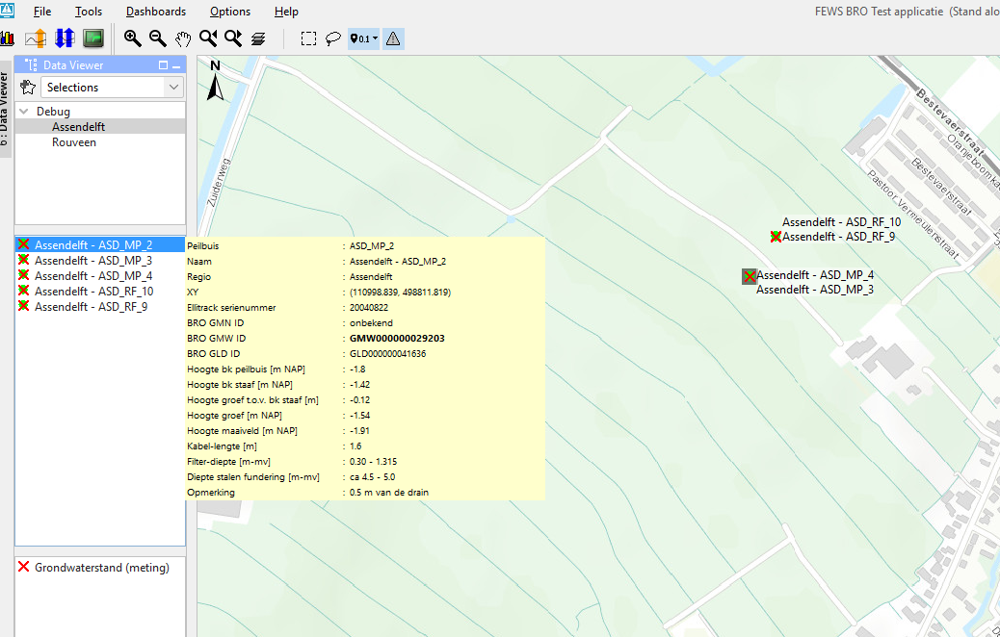 File Tools Dashboards Options Help FEWS BRO Test applicatie (Stand alo
0.1
6 : Data Viewer
Data Viewer
Selections
Debug
Assendelft
Rouveen
Assendelft - ASD_MP_2
Assendelft - ASD_MP_3
Assendelft - ASD_MP_4
Assendelft - ASD_RF_10
Assendelft - ASD_RF_9
Peilbuis : ASD_MP_2
Naam : Assendelft - ASD_MP_2
Regio : Assendelft
XY : (110998.839, 498811.819)
Ellitrack serienummer : 20040822
BRO GMN ID : onbekend
BRO GMW ID : GMW000000029203
BRO GLD ID : GLD000000041636
Hoogte bk peilbuis [m NAP] : -1.8
Hoogte bk staaf [m NAP] : -1.42
Hoogte groef t.o.v. bk staaf [m] : -0.12
Hoogte groef [m NAP] : -1.54
Hoogte maaiveld [m NAP] : -1.91
Kabel-lengte [m] : 1.6
Filter-diepte [m-mv] : 0.30 - 1.315
Diepte stalen fundering [m-mv] : ca 4.5 - 5.0
Opmerking : 0.5 m van de drain
Grondwaterstand (meting)
N
Zuiderweg
Bestevaerstraat
Oranjeboomka
Bestevaerstraat
Pastoor Vermeulenstraat
Assendelft - ASD_RF_10
Assendelft - ASD_RF_9
Assendelft - ASD_MP_4
Assendelft - ASD_MP_3